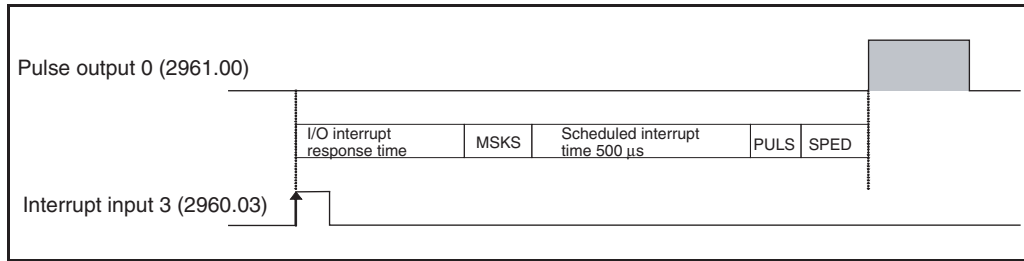 Pulse output 0 (2961.00)
I/O interrupt
response time
MSKS
Scheduled interrupt
time 500 µs
PULS
SPED
Interrupt input 3 (2960.03)